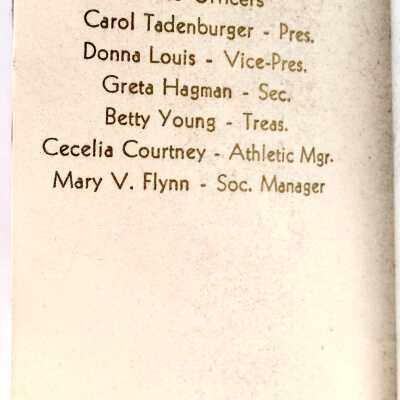 Officers
Carol Tadenburger - Pres.
Donna Louis - Vice-Pres.
Greta Hagman - Sec.
Betty Young - Treas.
Cecelia Courtney - Athletic Mgr.
Mary V. Flynn - Soc. Manager